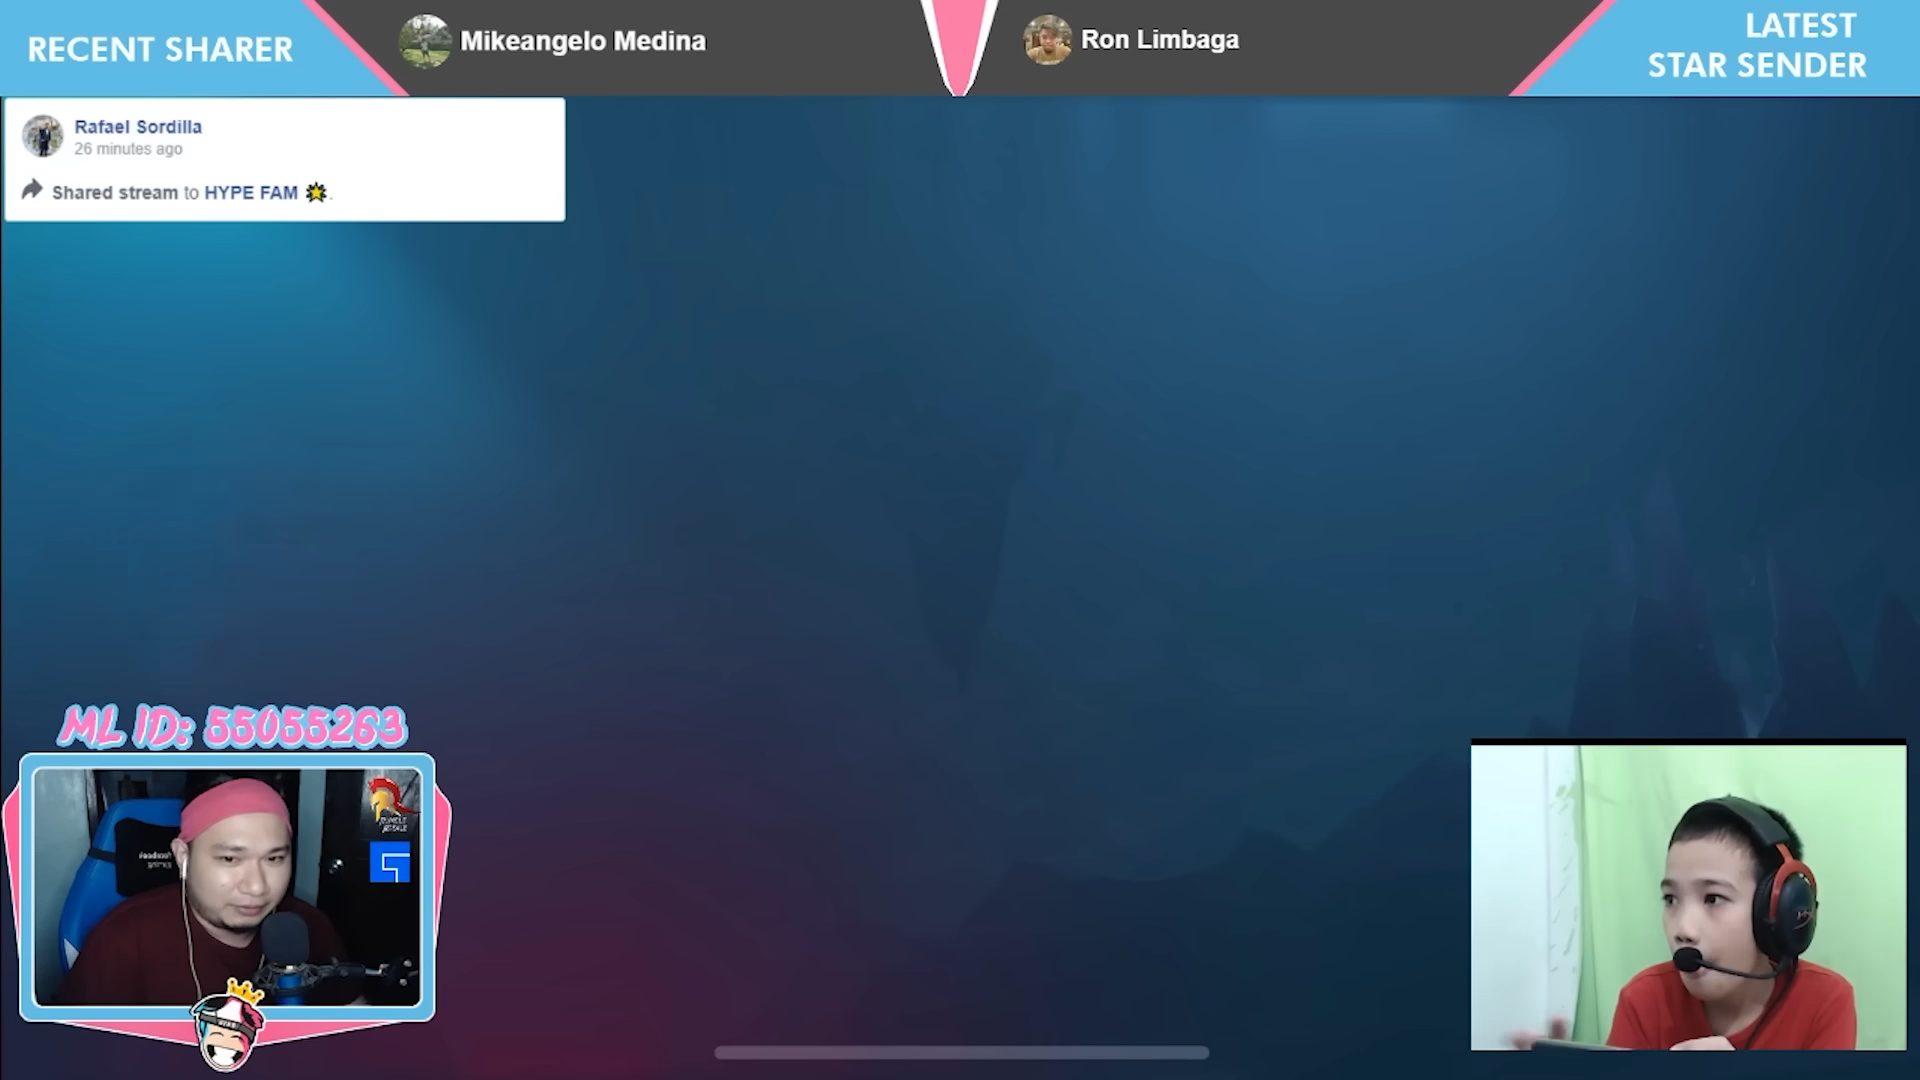 RECENT SHARER
Mikeangelo Medina
Ron Limbaga
LATEST
STAR SENDER
Rafael Sordilla
26 minutes ago
Shared stream to HYPE FAM 🌟.
ML ID: 55055263